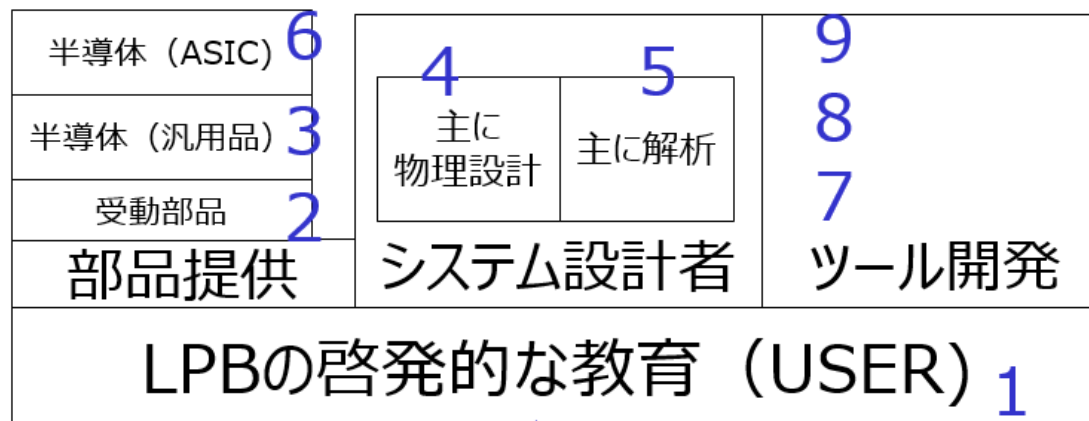 半導体（ASIC) 6
半導体（汎用品）3
受動部品 2
部品提供
4
5
主に
物理設計
主に解析
システム設計者
9
8
7
ツール開発
LPBの啓発的な教育（USER) 1